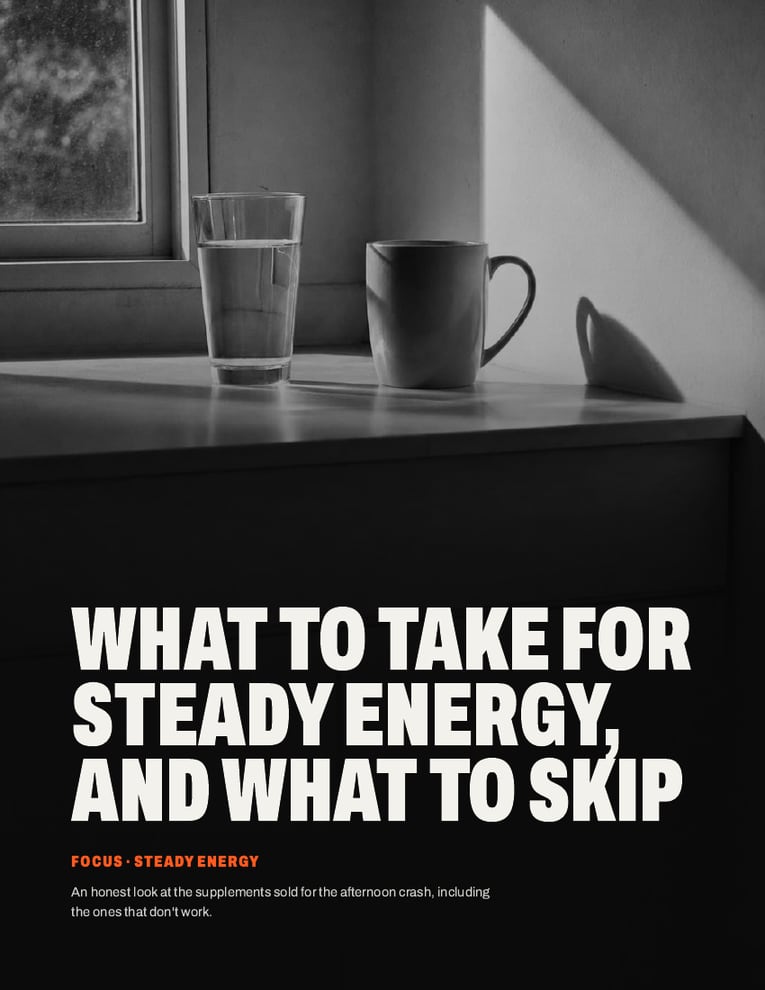 WHAT TO TAKE FOR
STEADY ENERGY,
AND WHAT TO SKIP
FOCUS · STEADY ENERGY
An honest look at the supplements sold for the afternoon crash, including
the ones that don't work.